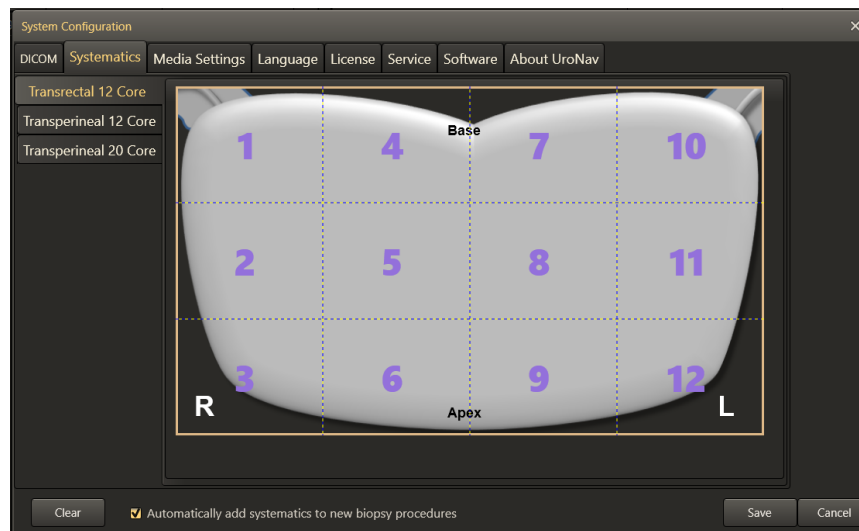 System Configuration
DICOM Systematics Media Settings Language License Service Software About UroNav
Transrectal 12 Core
Transperineal 12 Core
Transperineal 20 Core
Base
1 4 7 10
2 5 8 11
3 6 9 12
R L
Apex
Clear Automatically add systematics to new biopsy procedures Save Cancel